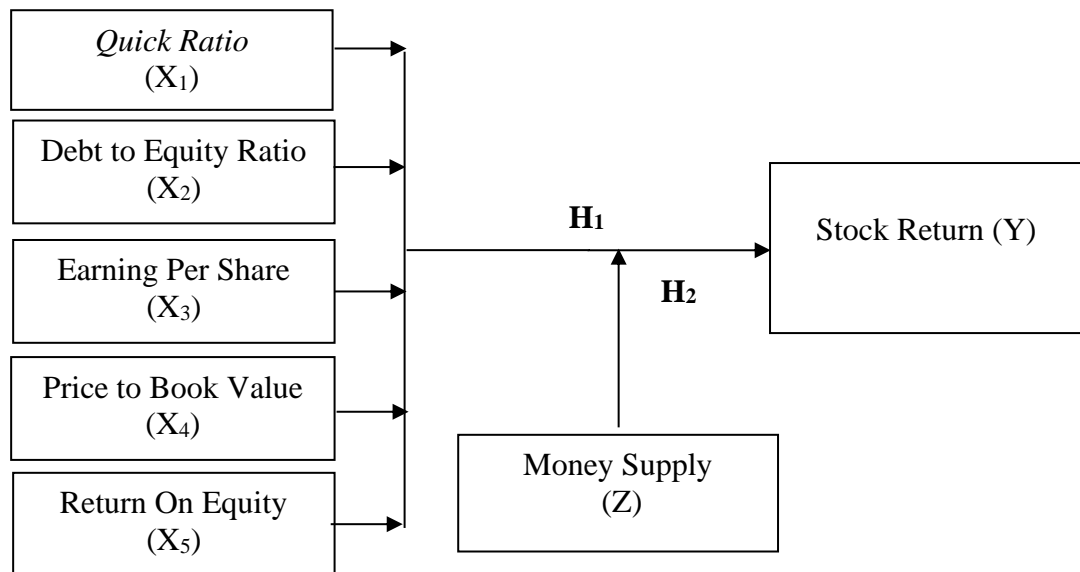 Quick Ratio
(X₁)
Debt to Equity Ratio
(X₂)
Earning Per Share
(X₃)
Price to Book Value
(X₄)
Return On Equity
(X₅)
H₁
H₂
Money Supply
(Z)
Stock Return (Y)